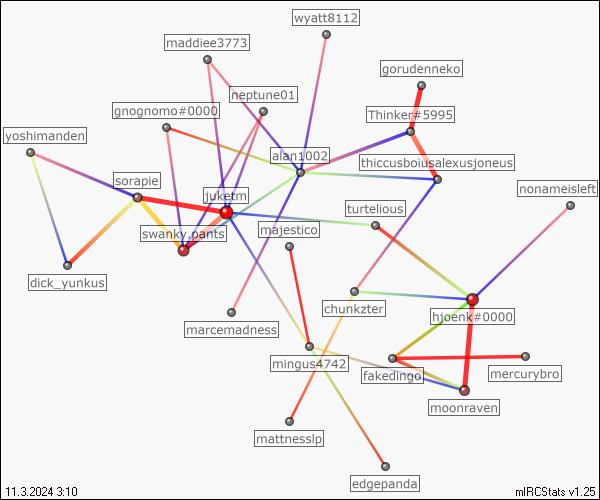 wyatt8112
maddiee3773
gorudenneko
neptune01
gnognomo#0000
Thinker#5995
yoshimanden
alan1002
thiccusboiusalexusjoneus
sorapie
nonameisleft
juketm
turtelious
swanky.pants
majestico
dick_yunkus
chunkzter
hjoenk#0000
marcemadness
mingus4742
fakedingo
mercurybro
moonraven
mattnesslp
edgepanda
11.3.2024 3:10
mIRCStats v1.25